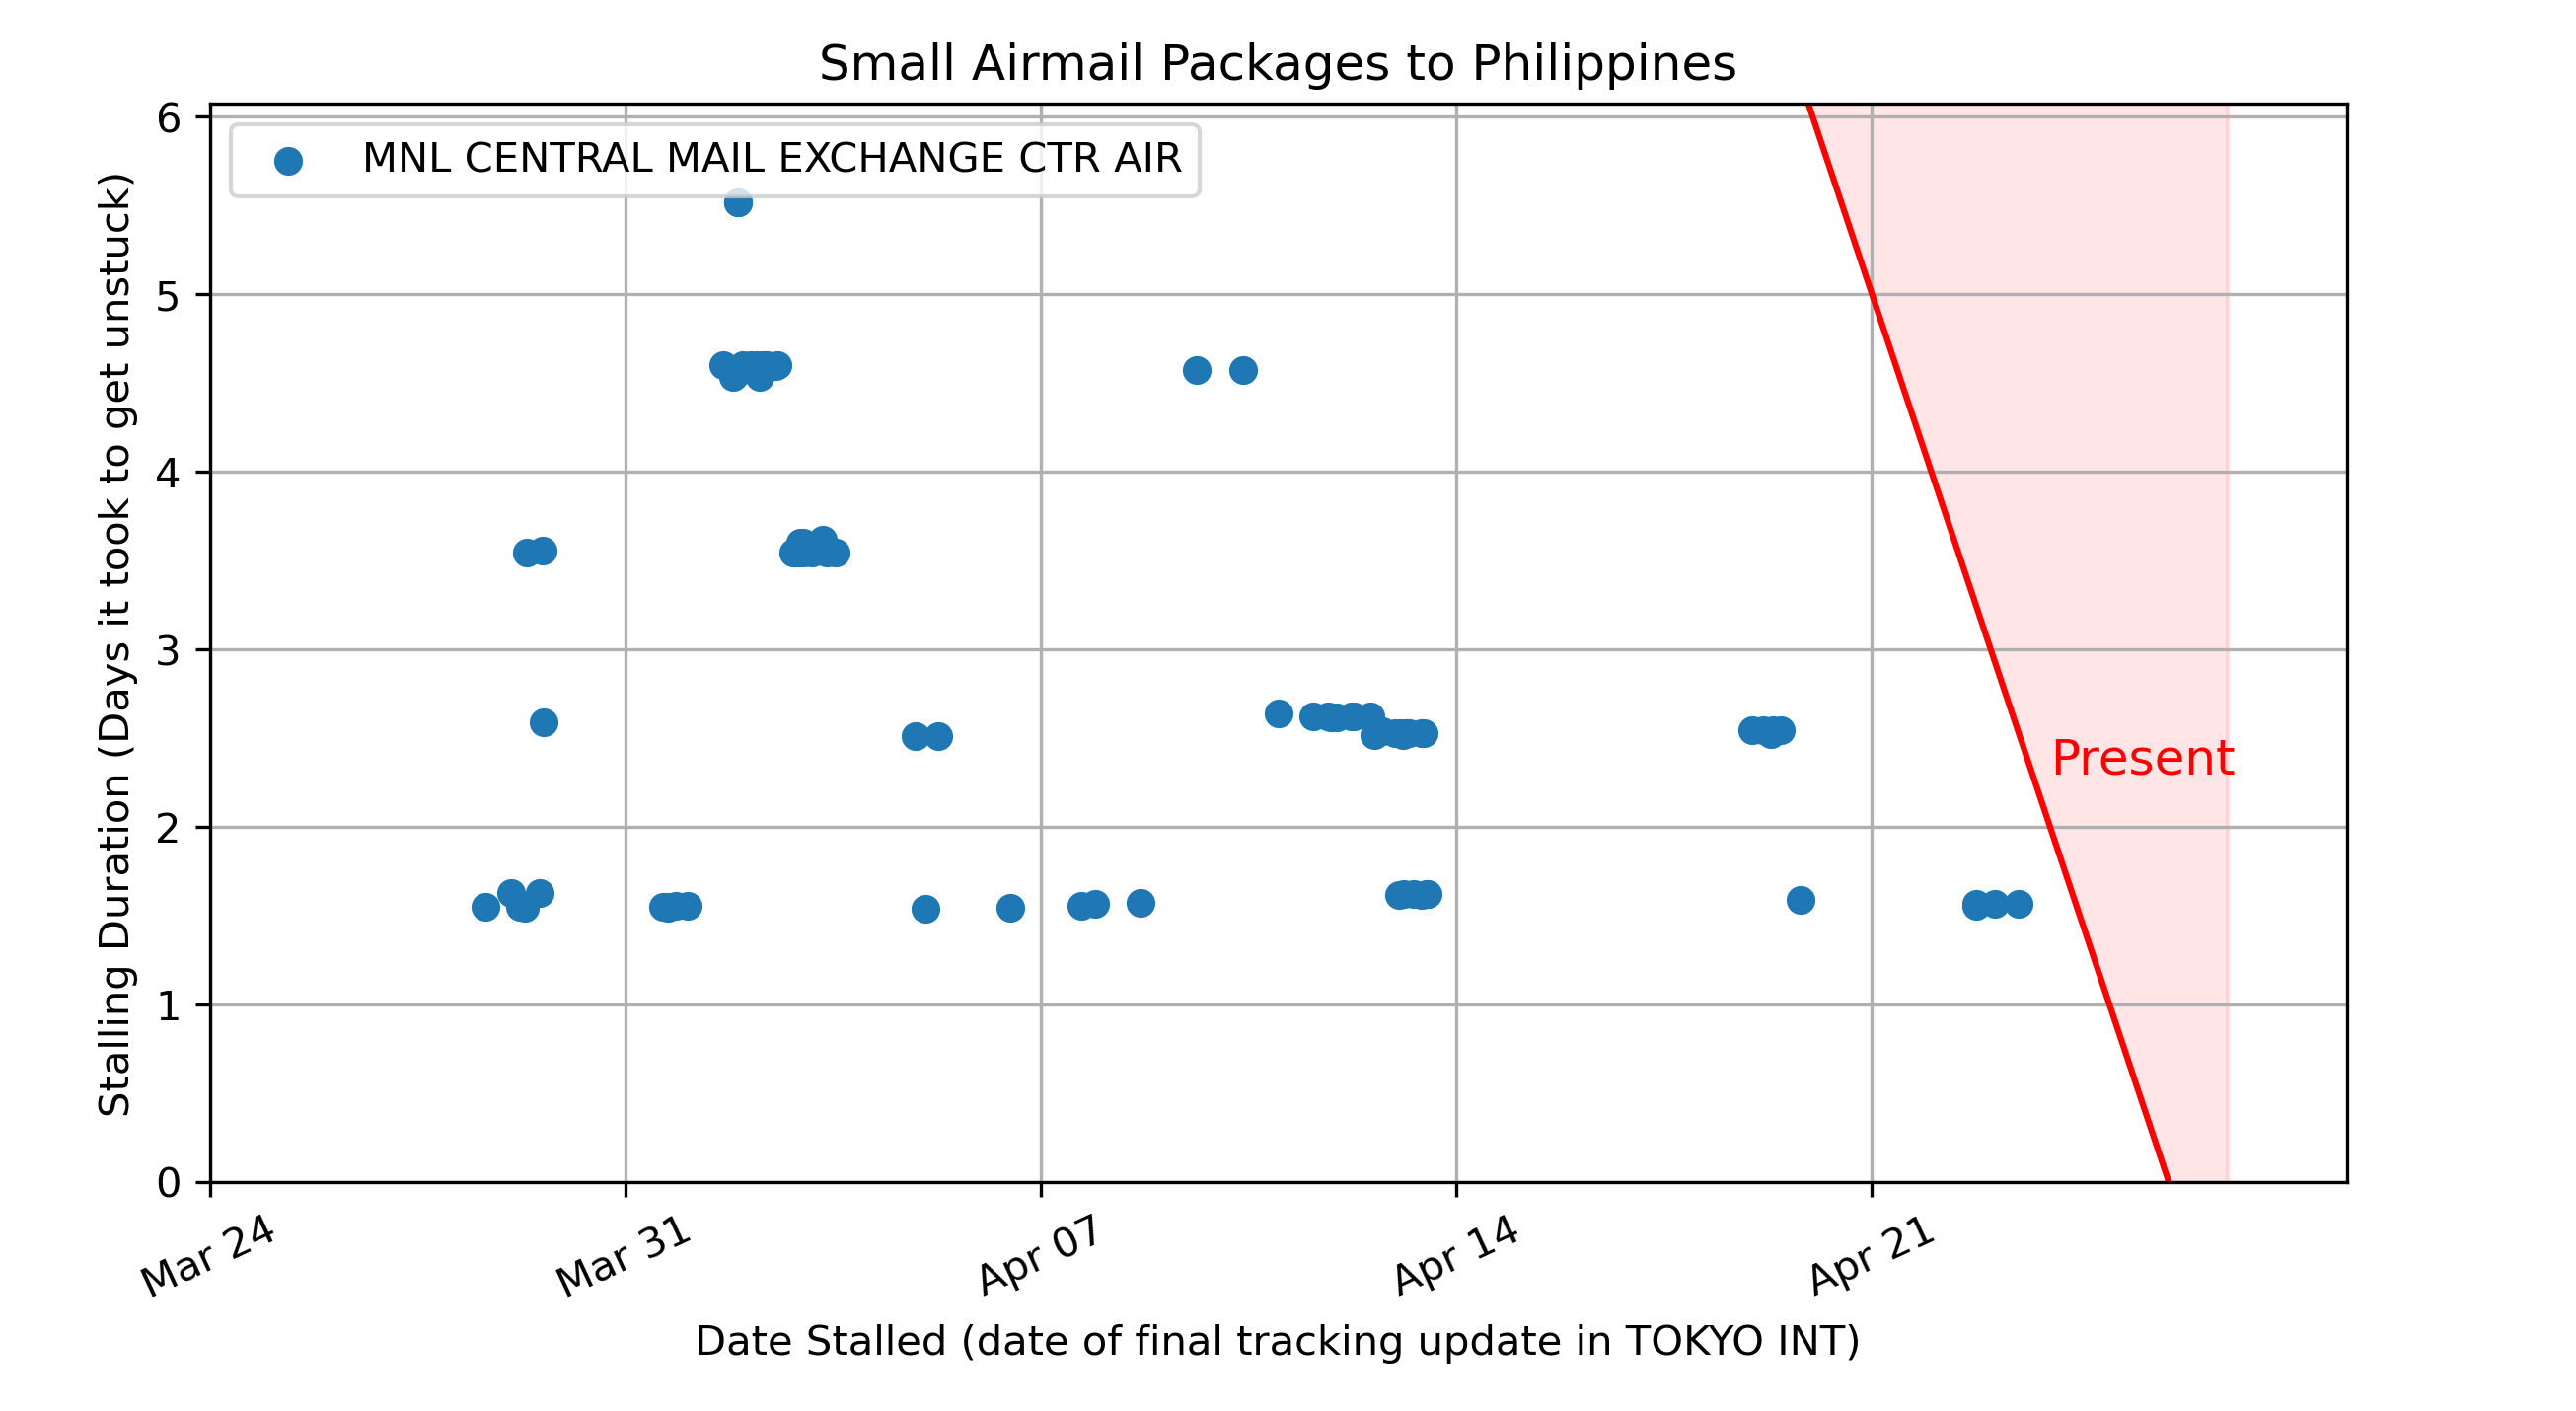 Small Airmail Packages to Philippines
MNL CENTRAL MAIL EXCHANGE CTR AIR
Stalling Duration (Days it took to get unstuck)
6
5
4
3
2
1
0
Present
Mar 24
Mar 31
Apr 07
Apr 14
Apr 21
Date Stalled (date of final tracking update in TOKYO INT)